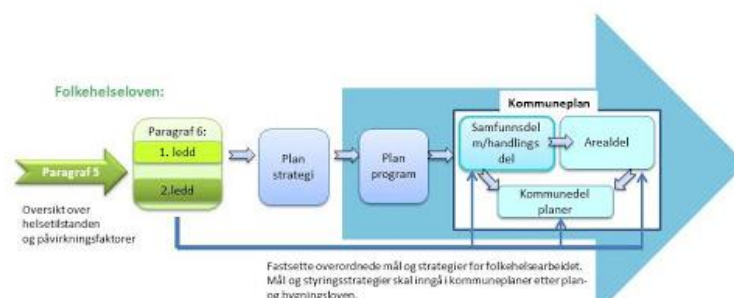 Folkehelseloven:
Kommuneplan
Paragraf 6:
1. ledd
2.ledd
Paragraf 5
Oversikt over
helsetilstanden
og påvirkningsfaktorer
Plan
strategi
Plan
program
Samfunnsdel
m/handlings
del
Arealdel
Kommunedel
planer
Fastsette overordnede mål og strategier for folkehelsearbeidet.
Mål og styringsstrategier skal inngå i kommuneplaner etter plan-
og bygningsloven.